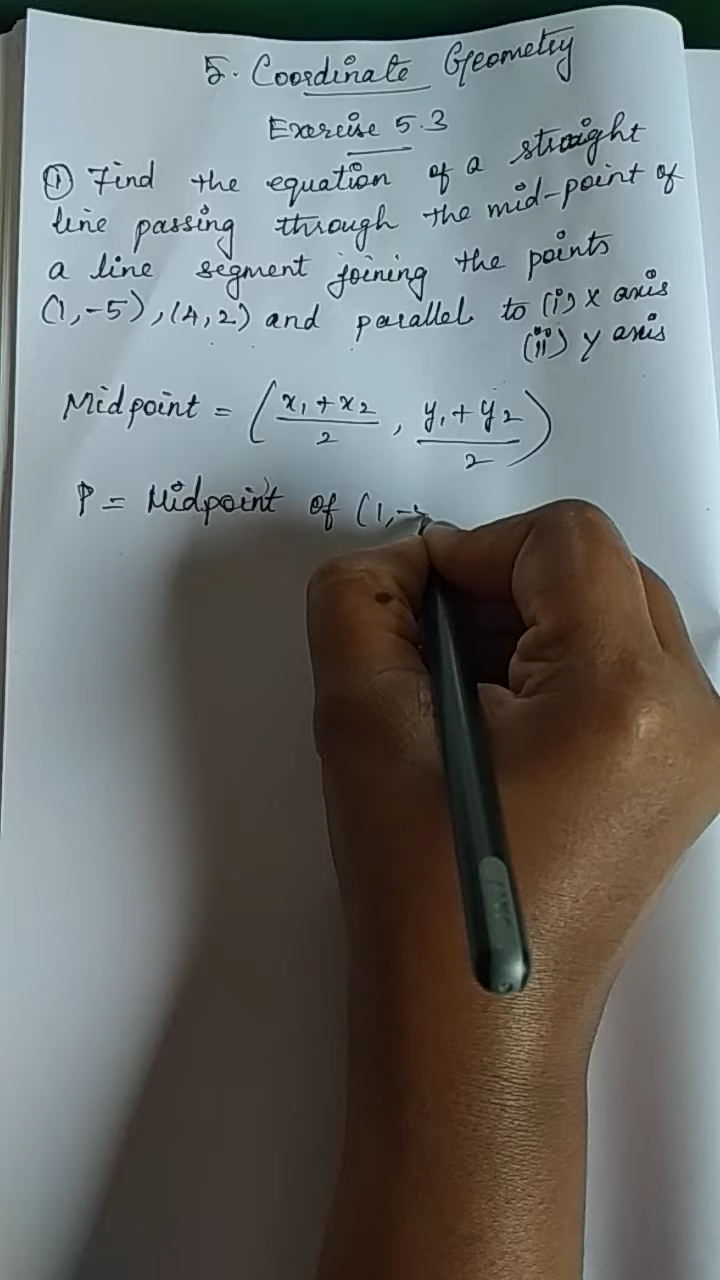 5. Coordinate Geometry
Exercise 5.3
① Find the equation of a straight
line passing through the mid-point of
a line segment joining the points
(1,-5), (4,2) and parallel to (i) X axis
(ii) Y axis
Midpoint = ( x₁ + x₂ / 2 , y₁ + y₂ / 2 )
P = Midpoint of (1,-